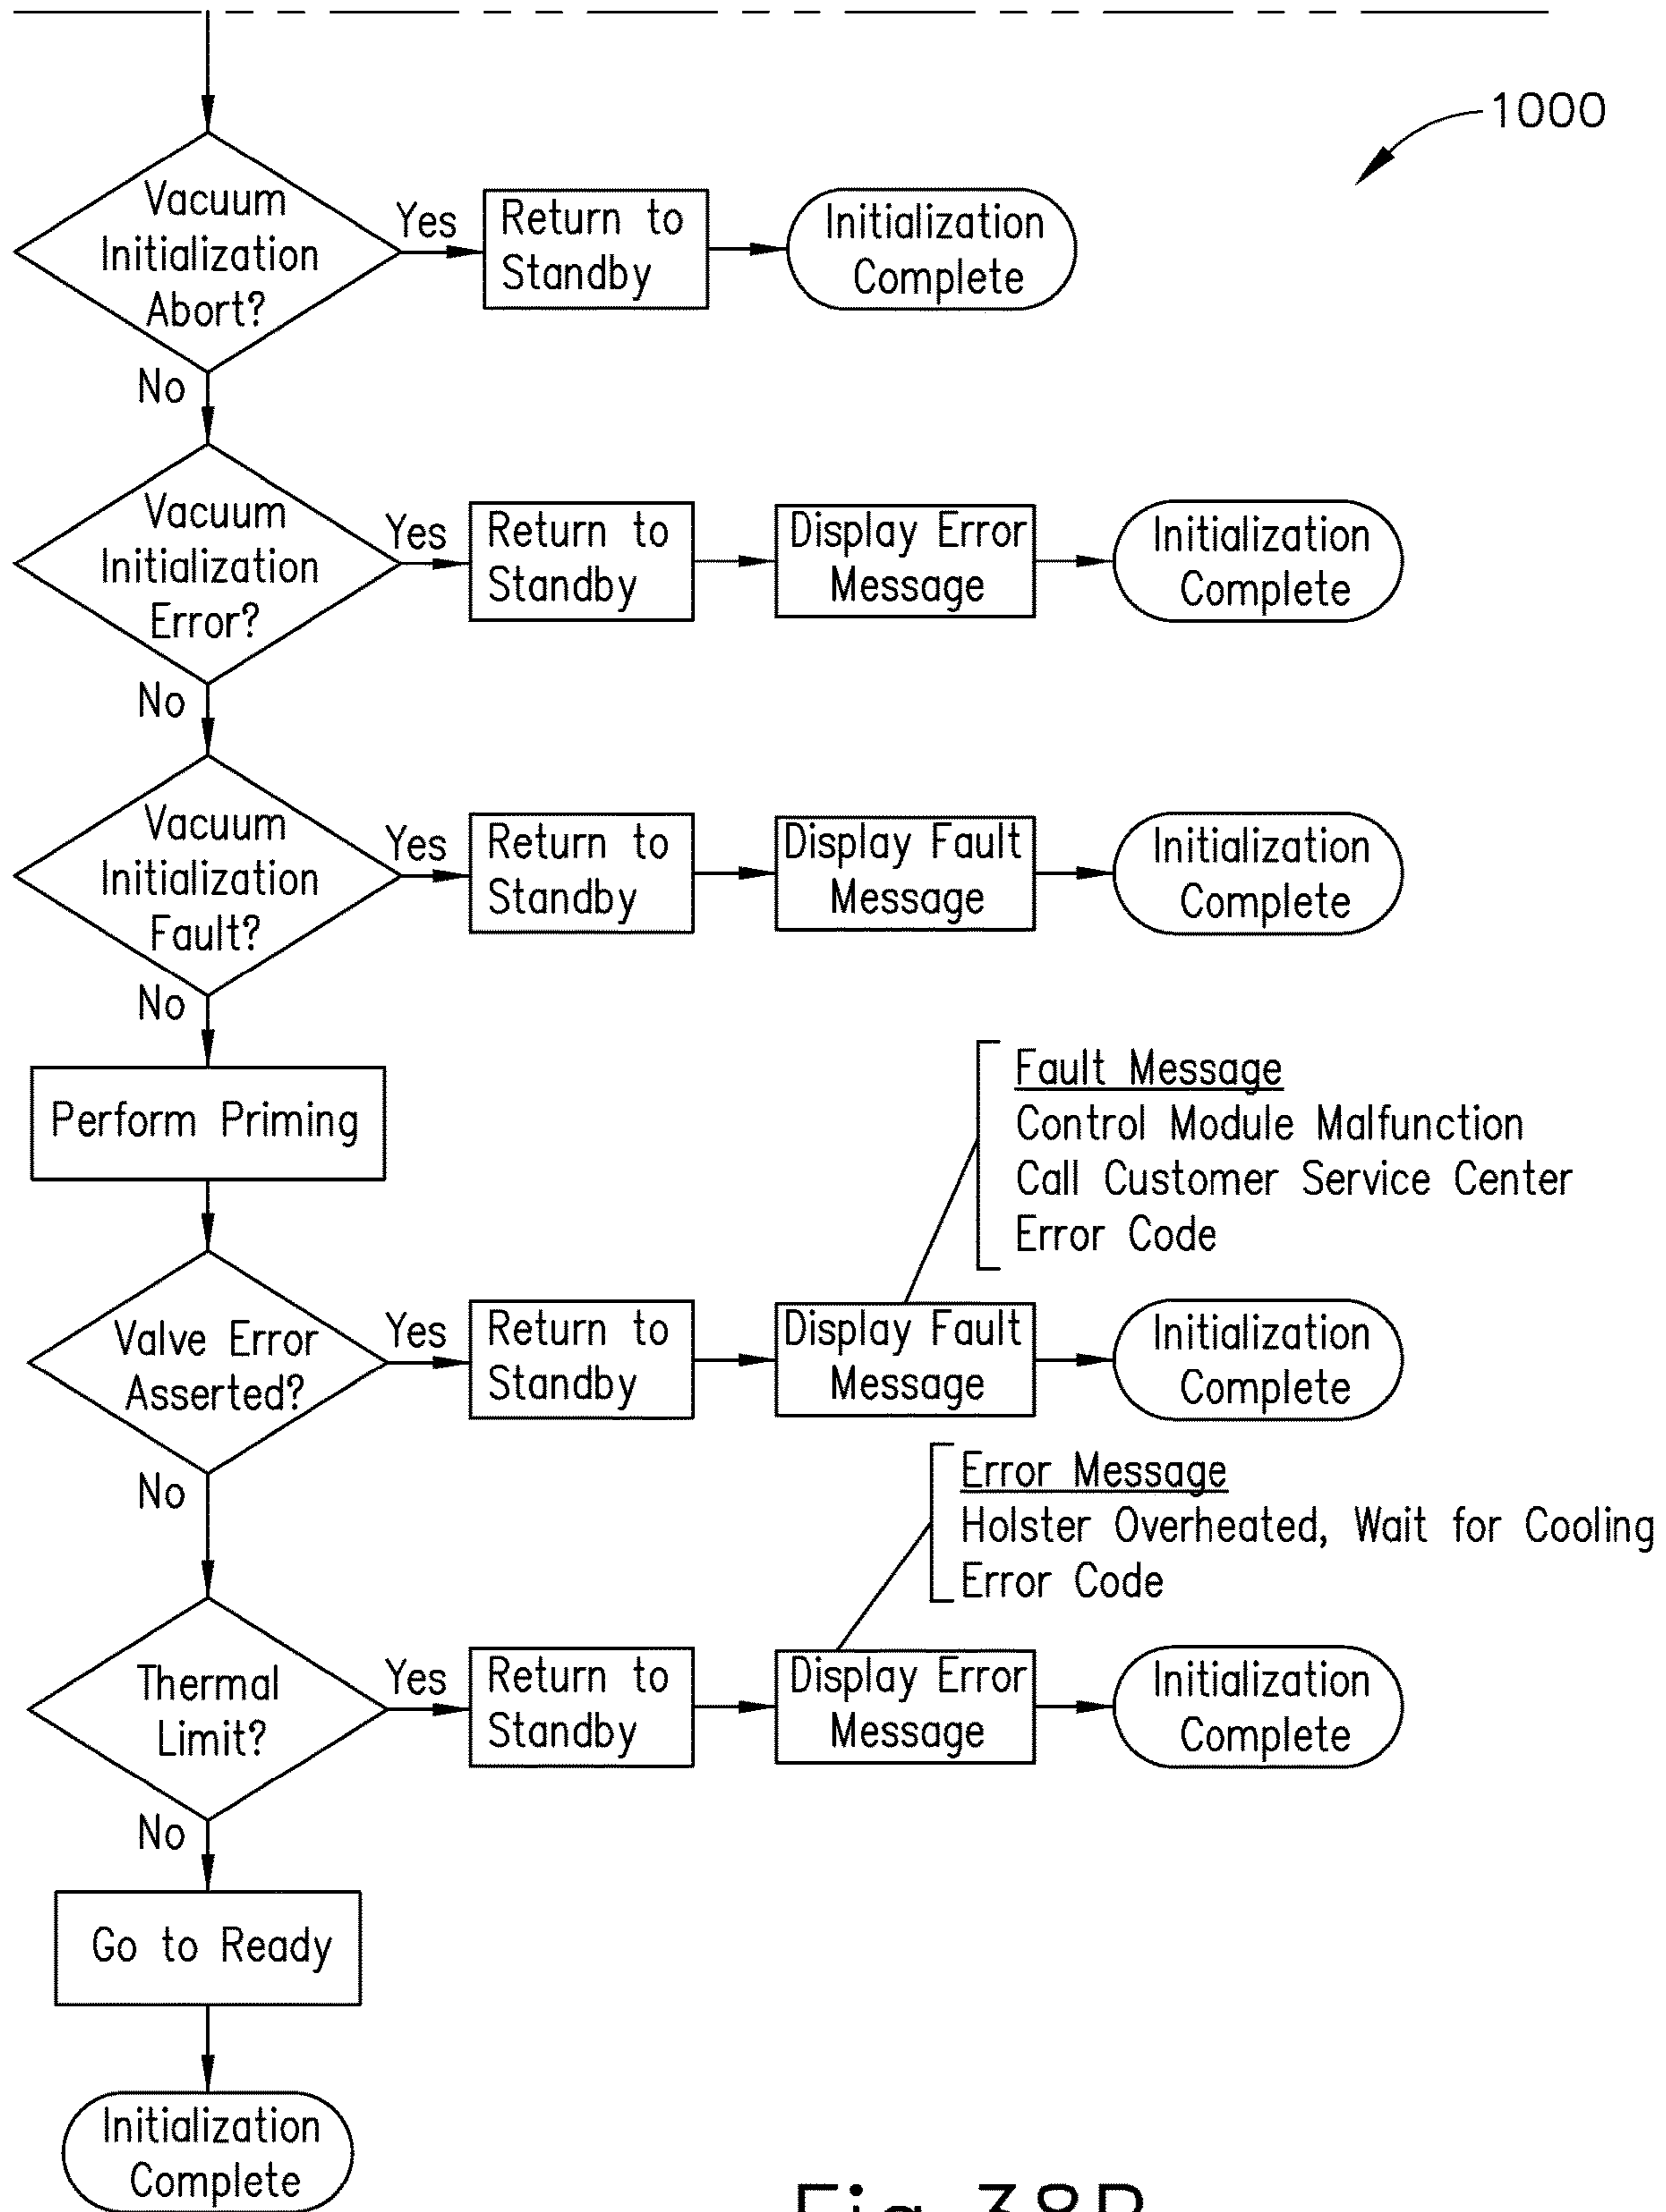 1000
Vacuum
Initialization
Abort?
Yes
Return to
Standby
Initialization
Complete
No
Vacuum
Initialization
Error?
Yes
Return to
Standby
Display Error
Message
Initialization
Complete
No
Vacuum
Initialization
Fault?
Yes
Return to
Standby
Display Fault
Message
Initialization
Complete
No
Perform Priming
Fault Message
Control Module Malfunction
Call Customer Service Center
Error Code
Valve Error
Asserted?
Yes
Return to
Standby
Display Fault
Message
Initialization
Complete
No
Error Message
Holster Overheated, Wait for Cooling
Error Code
Thermal
Limit?
Yes
Return to
Standby
Display Error
Message
Initialization
Complete
No
Go to Ready
Initialization
Complete